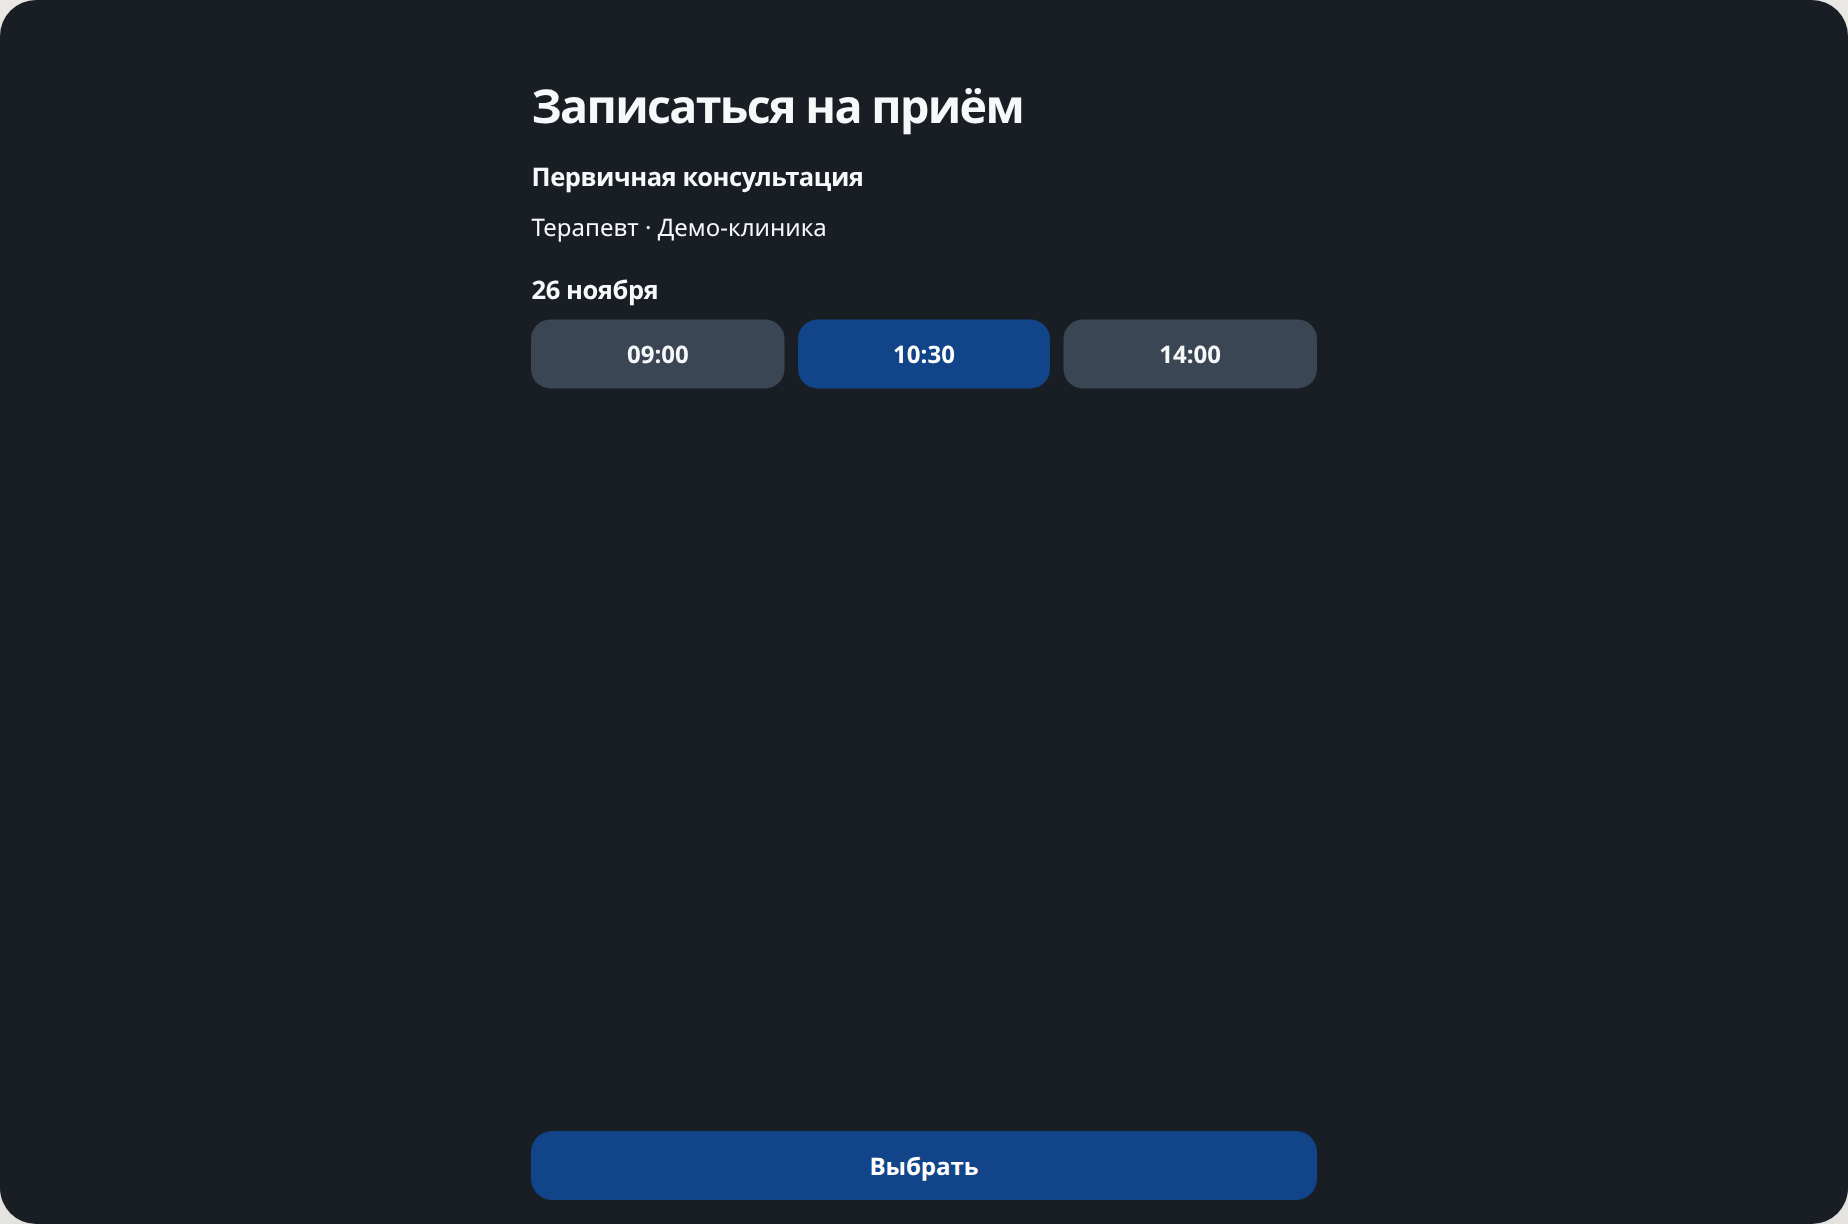 Записаться на приём
Первичная консультация
Терапевт · Демо-клиника
26 ноября
09:00 10:30 14:00
Выбрать